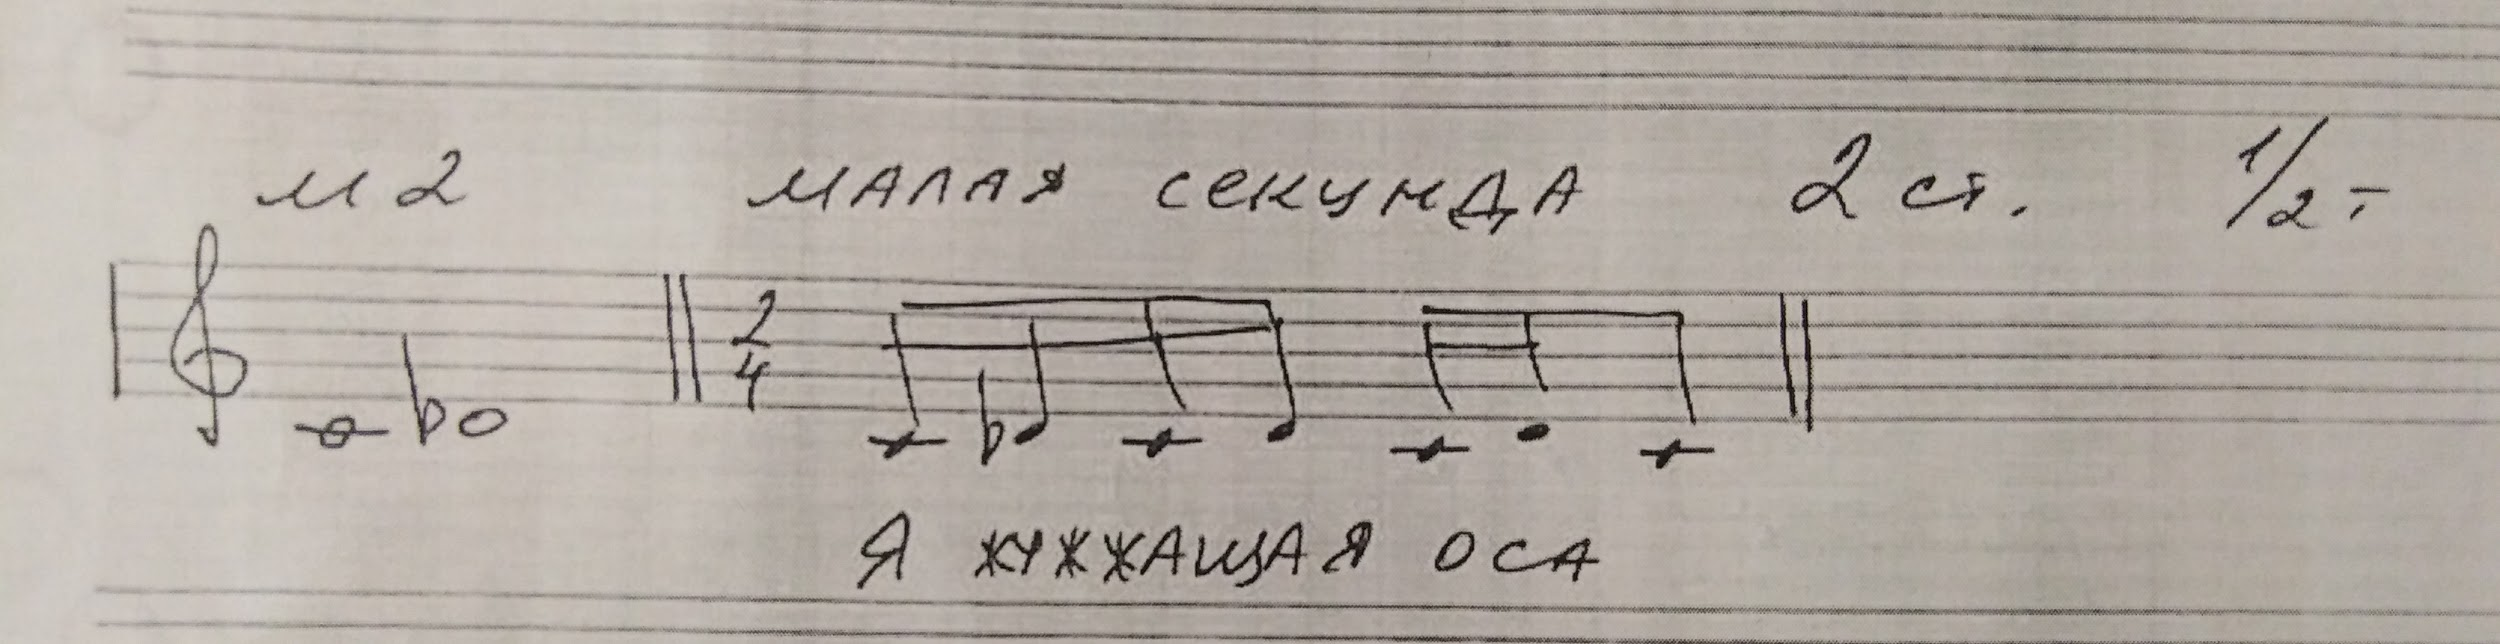 м2 малая секунда 2 ст. 1/2 т
2
4
Я жужжащая оса